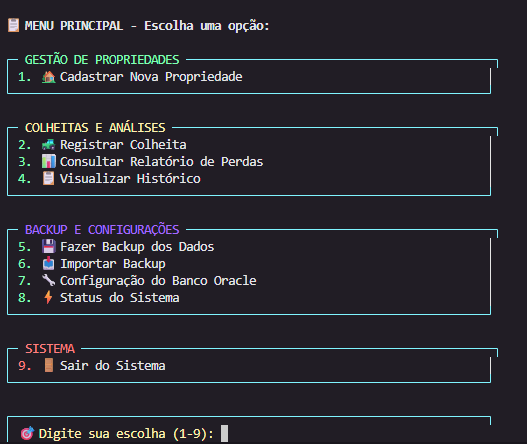 📋 MENU PRINCIPAL - Escolha uma opção:
GESTÃO DE PROPRIEDADES
1. 🏠 Cadastrar Nova Propriedade
COLHEITAS E ANÁLISES
2. 🚜 Registrar Colheita
3. 📊 Consultar Relatório de Perdas
4. 📋 Visualizar Histórico
BACKUP E CONFIGURAÇÕES
5. 💾 Fazer Backup dos Dados
6. 📥 Importar Backup
7. 🔧 Configuração do Banco Oracle
8. ⚡ Status do Sistema
SISTEMA
9. 🚪 Sair do Sistema
🎯 Digite sua escolha (1-9):